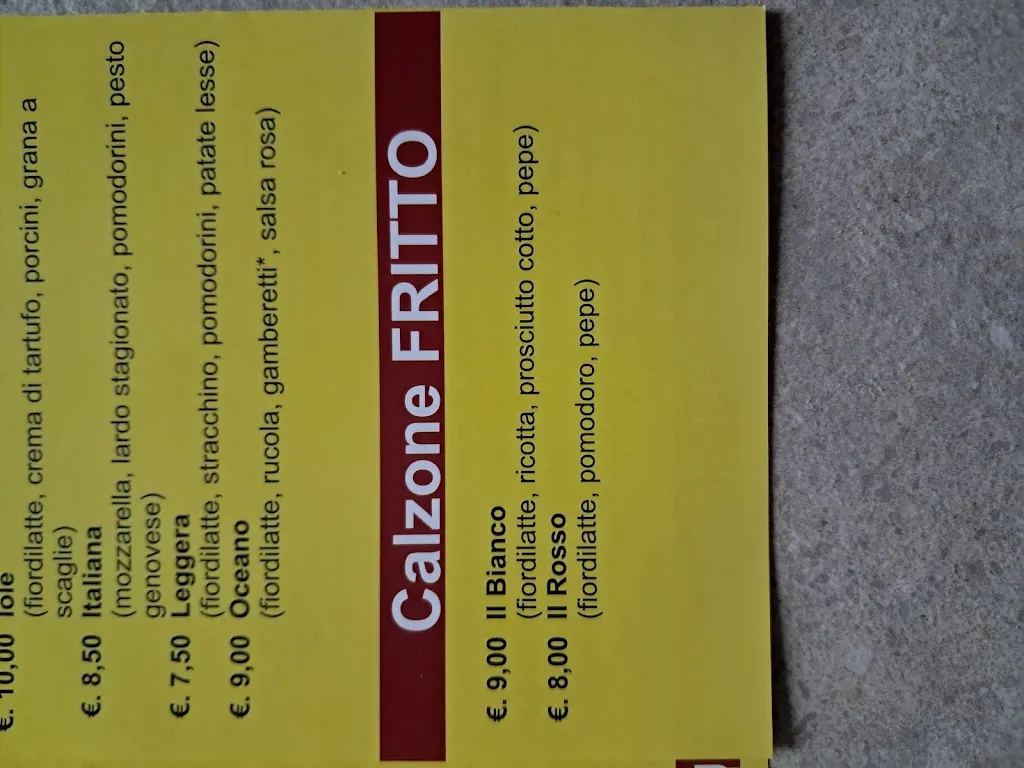 €. 10,00 Iole
(fiordilatte, crema di tartufo, porcini, grana a
scaglie)
€. 8,50 Italiana
(mozzarella, lardo stagionato, pomodorini, pesto
genovese)
€. 7,50 Leggera
(fiordilatte, stracchino, pomodorini, patate lesse)
€. 9,00 Oceano
(fiordilatte, rucola, gamberetti*, salsa rosa)
Calzone FRITTO
€. 9,00 Il Bianco
(fiordilatte, ricotta, prosciutto cotto, pepe)
€. 8,00 Il Rosso
(fiordilatte, pomodoro, pepe)